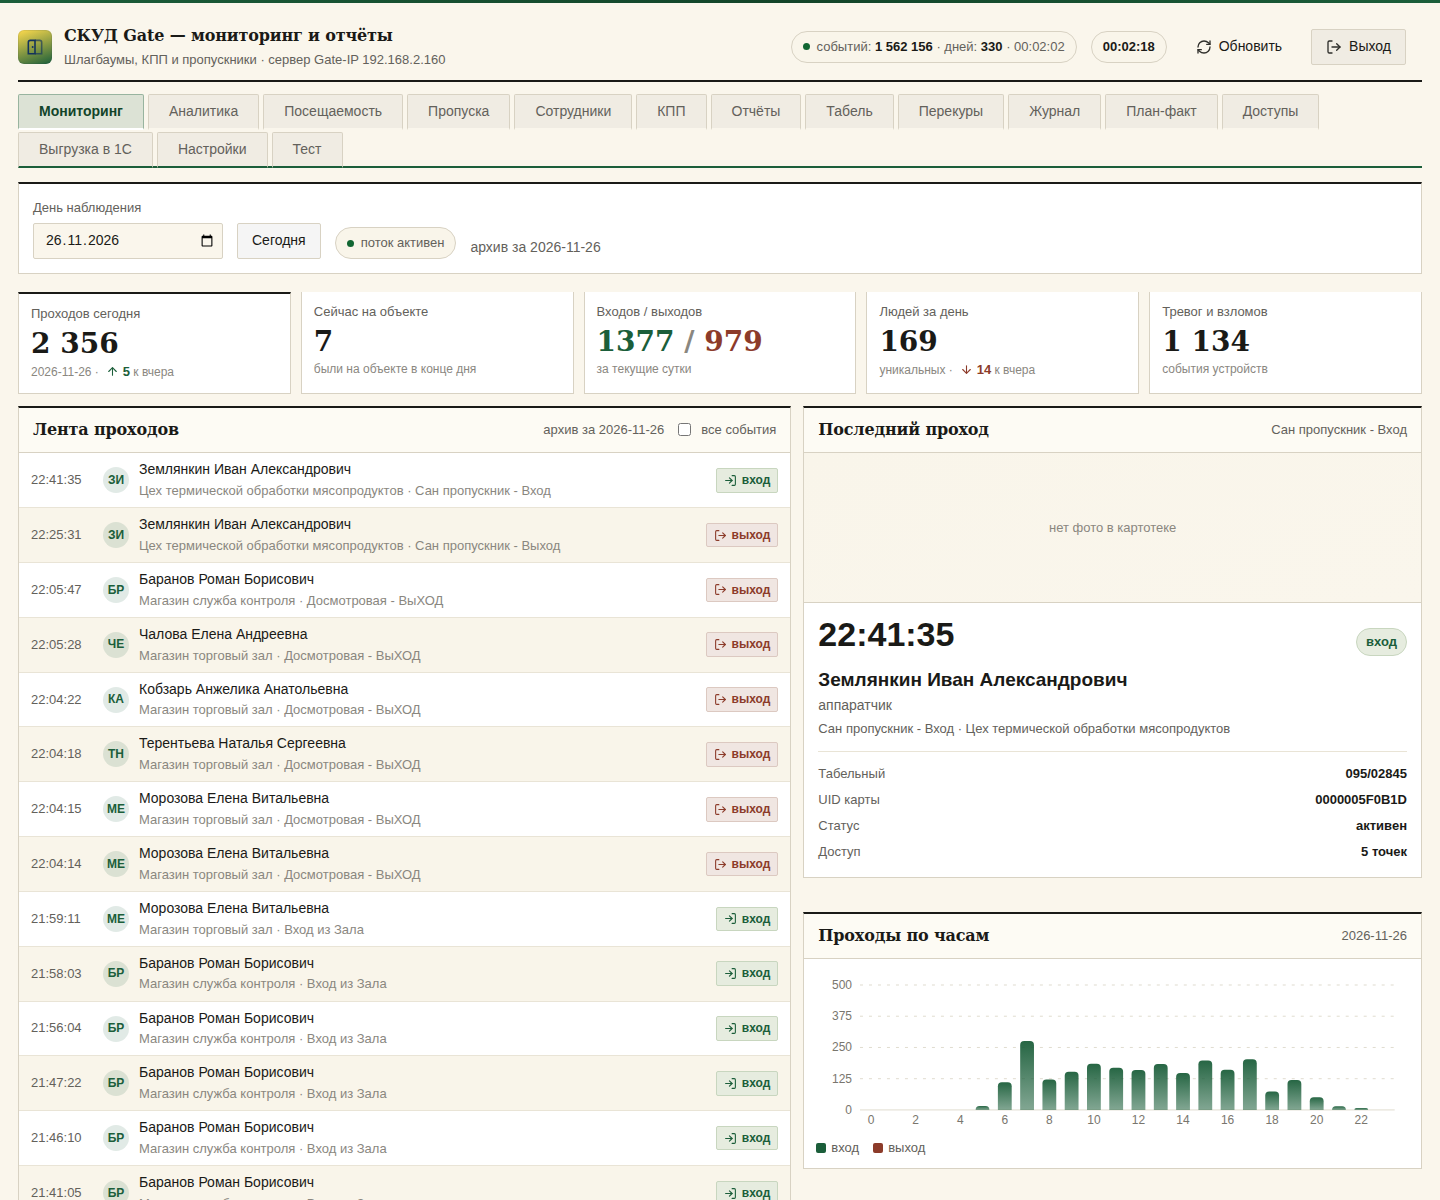 СКУД Gate — мониторинг и отчёты
Шлагбаумы, КПП и пропускники · сервер Gate-IP 192.168.2.160
событий: 1 562 156 · дней: 330 · 00:02:02
00:02:18
Обновить
Выход
Мониторинг
Аналитика
Посещаемость
Пропуска
Сотрудники
КПП
Отчёты
Табель
Перекуры
Журнал
План-факт
Доступы
Выгрузка в 1С
Настройки
Тест
День наблюдения
26.11.2026
Сегодня
поток активен
архив за 2026-11-26
Проходов сегодня
2 356
2026-11-26 · ↑ 5 к вчера
Сейчас на объекте
7
были на объекте в конце дня
Входов / выходов
1377 / 979
за текущие сутки
Людей за день
169
уникальных · ↓ 14 к вчера
Тревог и взломов
1 134
события устройств
Лента проходов
архив за 2026-11-26
все события
22:41:35
ЗИ
Землянкин Иван Александрович
Цех термической обработки мясопродуктов · Сан пропускник - Вход
вход
22:25:31
ЗИ
Землянкин Иван Александрович
Цех термической обработки мясопродуктов · Сан пропускник - Выход
выход
22:05:47
БР
Баранов Роман Борисович
Магазин служба контроля · Досмотровая - ВыХОД
выход
22:05:28
ЧЕ
Чалова Елена Андреевна
Магазин торговый зал · Досмотровая - ВыХОД
выход
22:04:22
КА
Кобзарь Анжелика Анатольевна
Магазин торговый зал · Досмотровая - ВыХОД
выход
22:04:18
ТН
Терентьева Наталья Сергеевна
Магазин торговый зал · Досмотровая - ВыХОД
выход
22:04:15
МЕ
Морозова Елена Витальевна
Магазин торговый зал · Досмотровая - ВыХОД
выход
22:04:14
МЕ
Морозова Елена Витальевна
Магазин торговый зал · Досмотровая - ВыХОД
выход
21:59:11
МЕ
Морозова Елена Витальевна
Магазин торговый зал · Вход из Зала
вход
21:58:03
БР
Баранов Роман Борисович
Магазин служба контроля · Вход из Зала
вход
21:56:04
БР
Баранов Роман Борисович
Магазин служба контроля · Вход из Зала
вход
21:47:22
БР
Баранов Роман Борисович
Магазин служба контроля · Вход из Зала
вход
21:46:10
БР
Баранов Роман Борисович
Магазин служба контроля · Вход из Зала
вход
21:41:05
БР
Баранов Роман Борисович
вход
Последний проход
Сан пропускник - Вход
нет фото в картотеке
22:41:35
вход
Землянкин Иван Александрович
аппаратчик
Сан пропускник - Вход · Цех термической обработки мясопродуктов
Табельный
095/02845
UID карты
0000005F0B1D
Статус
активен
Доступ
5 точек
Проходы по часам
2026-11-26
500
375
250
125
0
0 2 4 6 8 10 12 14 16 18 20 22
вход
выход